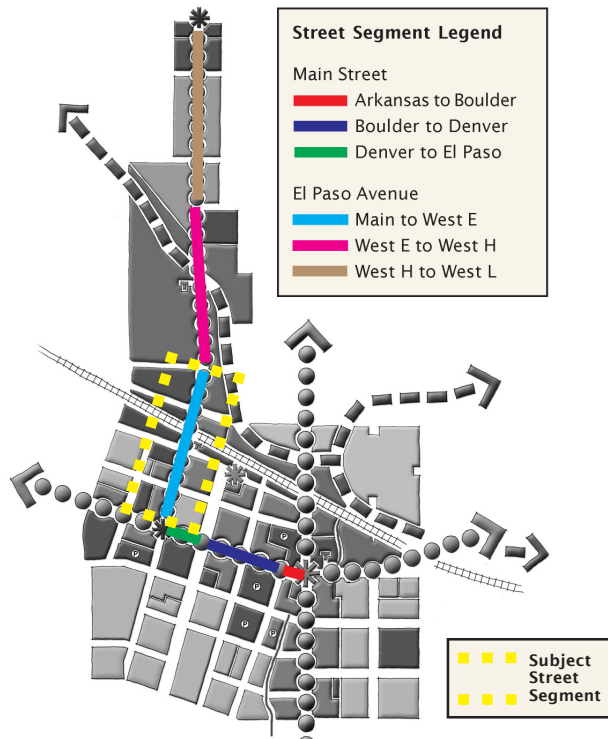 Street Segment Legend
Main Street
Arkansas to Boulder
Boulder to Denver
Denver to El Paso
El Paso Avenue
Main to West E
West E to West H
West H to West L
P
P
P
P
P
P
Subject
Street
Segment